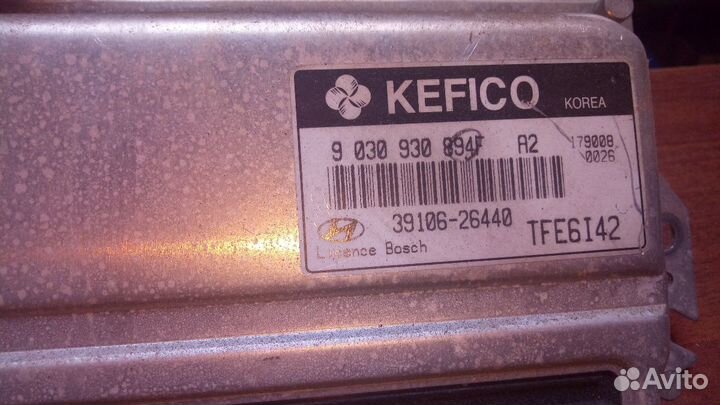 KEFICO KOREA
9 030 930 894F A2 179008
0026
39106-26440 TFE6I42
Licence Bosch
Avito